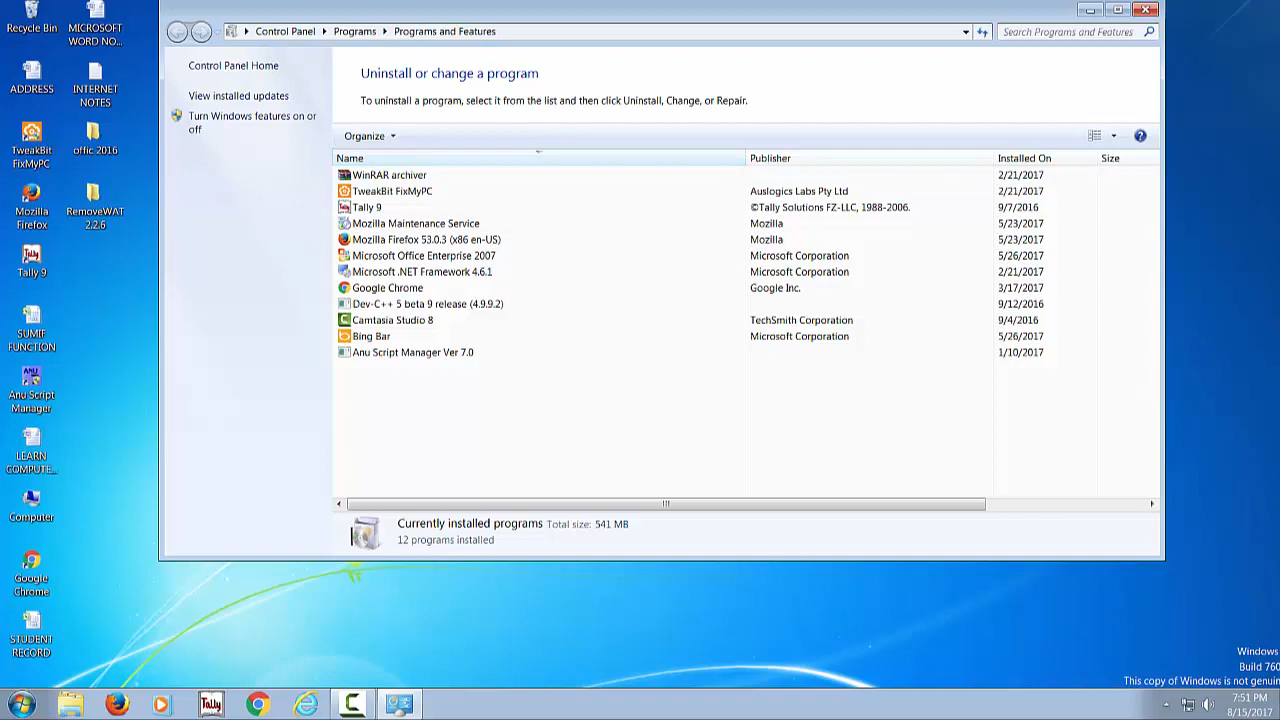 Recycle Bin
MICROSOFT
WORD NO...
ADDRESS
INTERNET
NOTES
TweakBit
FixMyPC
offic 2016
Mozilla
Firefox
RemoveWAT
2.2.6
Tally 9
SUMIF
FUNCTION
ANU
Anu Script
Manager
LEARN
COMPUTE...
Computer
Google
Chrome
STUDENT
RECORD
Control Panel Programs Programs and Features
Search Programs and Features
Control Panel Home
View installed updates
Turn Windows features on or
off
Uninstall or change a program
To uninstall a program, select it from the list and then click Uninstall, Change, or Repair.
Organize
Name Publisher Installed On Size
WinRAR archiver 2/21/2017
TweakBit FixMyPC Auslogics Labs Pty Ltd 2/21/2017
Tally 9 ©Tally Solutions FZ-LLC, 1988-2006. 9/7/2016
Mozilla Maintenance Service Mozilla 5/23/2017
Mozilla Firefox 53.0.3 (x86 en-US) Mozilla 5/23/2017
Microsoft Office Enterprise 2007 Microsoft Corporation 5/26/2017
Microsoft .NET Framework 4.6.1 Microsoft Corporation 2/21/2017
Google Chrome Google Inc. 3/17/2017
Dev-C++ 5 beta 9 release (4.9.9.2) 9/12/2016
Camtasia Studio 8 TechSmith Corporation 9/4/2016
Bing Bar Microsoft Corporation 5/26/2017
Anu Script Manager Ver 7.0 1/10/2017
Currently installed programs Total size: 541 MB
12 programs installed
Windows
Build 760
This copy of Windows is not genuin
Tally
7:51 PM
8/15/2017